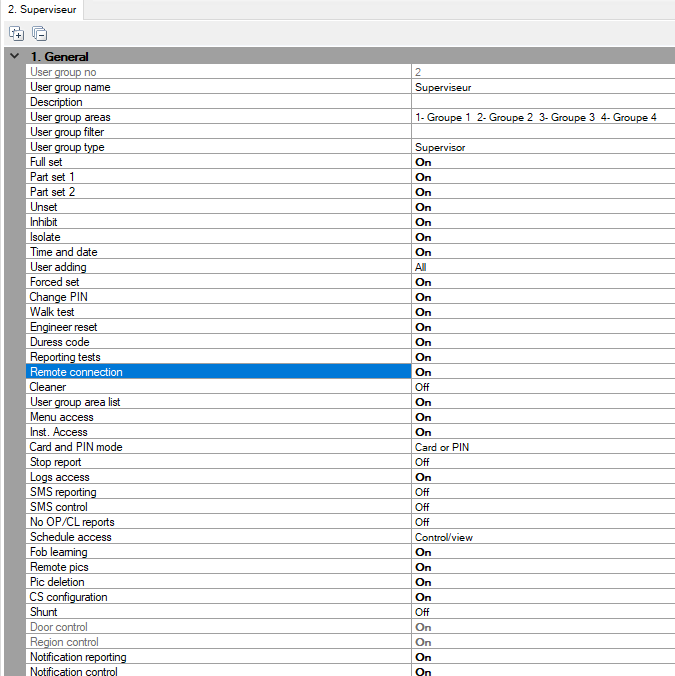 2. Superviseur
1. General
User group no 2
User group name Superviseur
Description
User group areas 1- Groupe 1 2- Groupe 2 3- Groupe 3 4- Groupe 4
User group filter
User group type Supervisor
Full set On
Part set 1 On
Part set 2 On
Unset On
Inhibit On
Isolate On
Time and date On
User adding All
Forced set On
Change PIN On
Walk test On
Engineer reset On
Duress code On
Reporting tests On
Remote connection On
Cleaner Off
User group area list On
Menu access On
Inst. Access On
Card and PIN mode Card or PIN
Stop report Off
Logs access On
SMS reporting Off
SMS control Off
No OP/CL reports Off
Schedule access Control/view
Fob learning On
Remote pics On
Pic deletion On
CS configuration On
Shunt Off
Door control On
Region control On
Notification reporting On
Notification control On